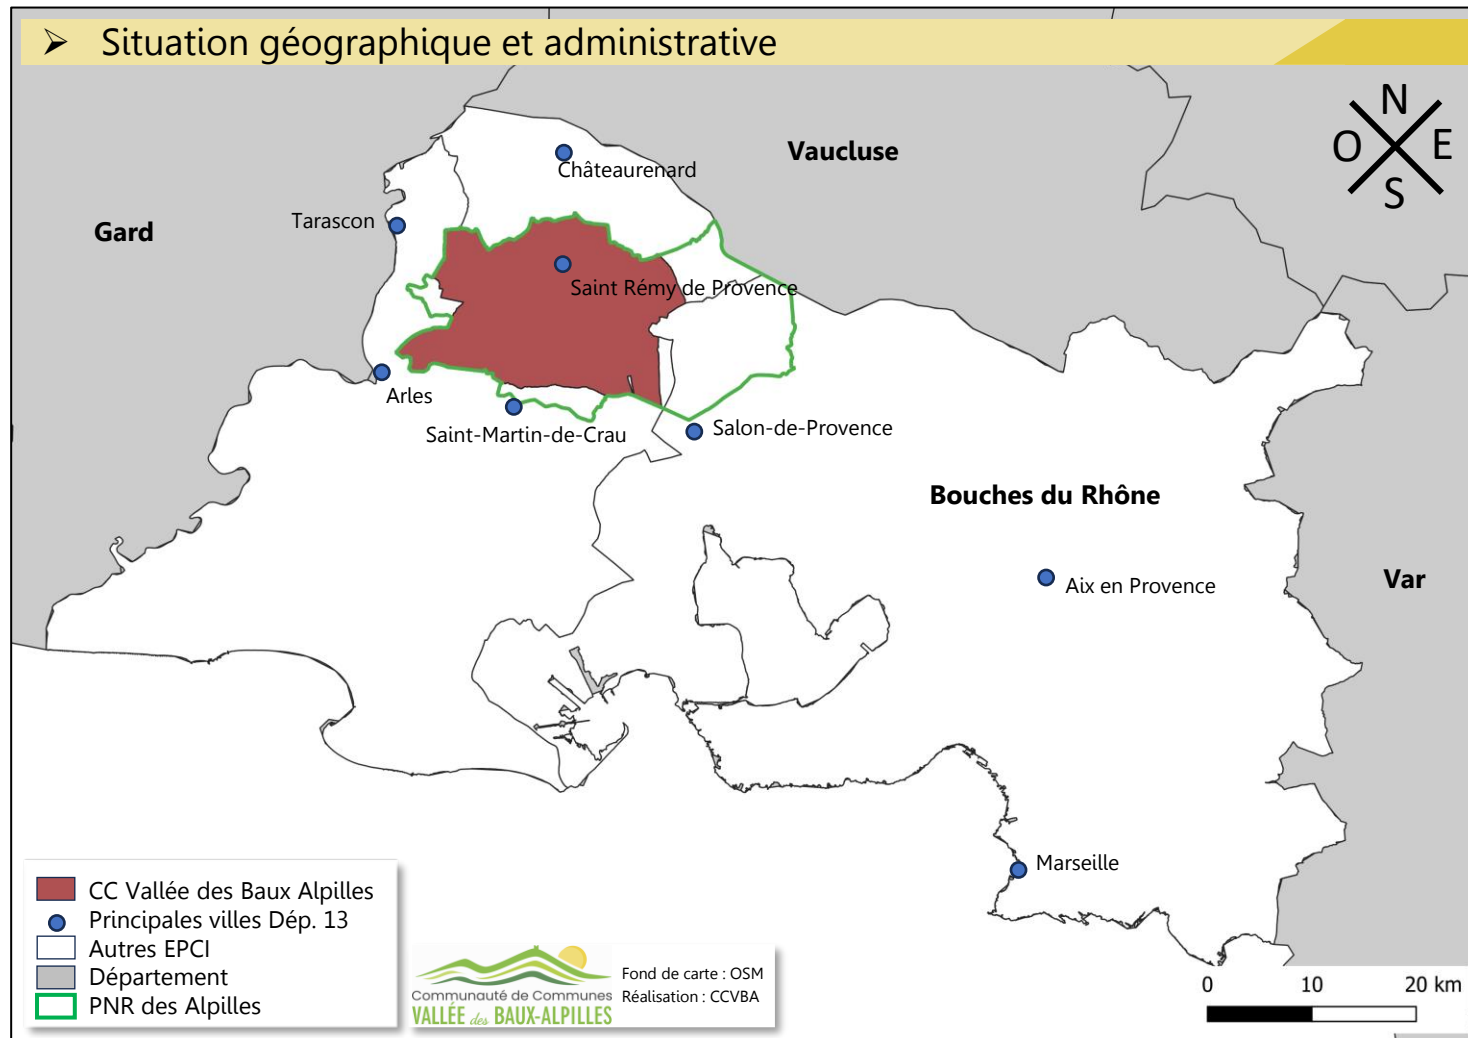 ➤ Situation géographique et administrative
N
O E
S
Vaucluse
Châteaurenard
Gard
Tarascon
Saint Rémy de Provence
Arles
Saint-Martin-de-Crau
Salon-de-Provence
Bouches du Rhône
Aix en Provence
Var
Marseille
CC Vallée des Baux Alpilles
Principales villes Dép. 13
Autres EPCI
Département
PNR des Alpilles
Communauté de Communes
VALLÉE des BAUX-ALPILLES
Fond de carte : OSM
Réalisation : CCVBA
0 10 20 km